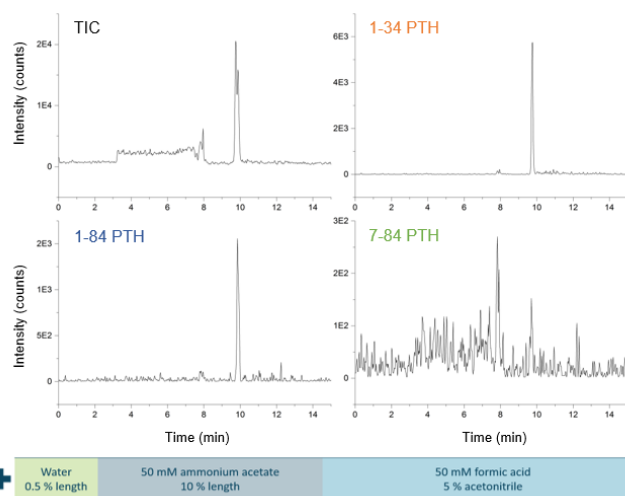 TIC
Intensity (counts)
2E4
1E4
0
0 2 4 6 8 10 12 14
1-34 PTH
6E3
3E3
0
0 2 4 6 8 10 12 14
1-84 PTH
Intensity (counts)
2E3
1E3
5E2
0
0 2 4 6 8 10 12 14
Time (min)
7-84 PTH
3E2
2E2
1E2
0
0 2 4 6 8 10 12 14
Time (min)
+
Water
0.5 % length
50 mM ammonium acetate
10 % length
50 mM formic acid
5 % acetonitrile